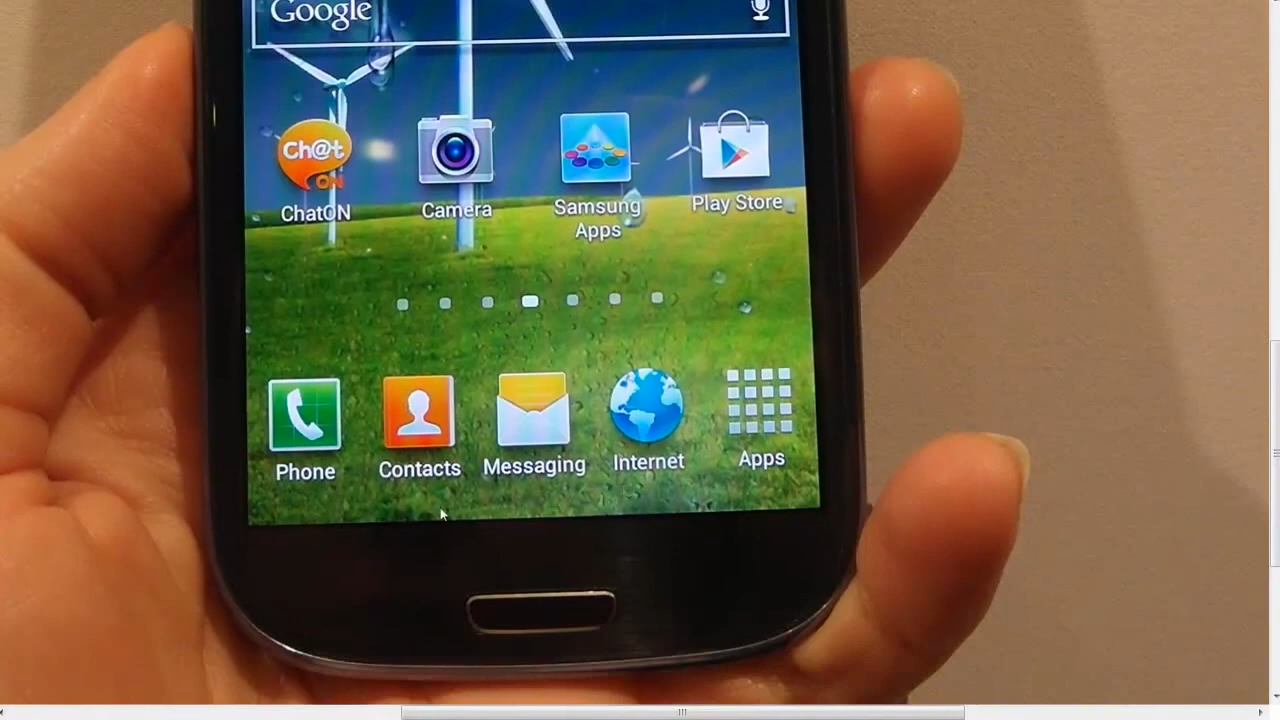 Google
Ch@t
ON
ChatON
Camera
Samsung
Apps
Play Store
Phone
Contacts
Messaging
Internet
Apps